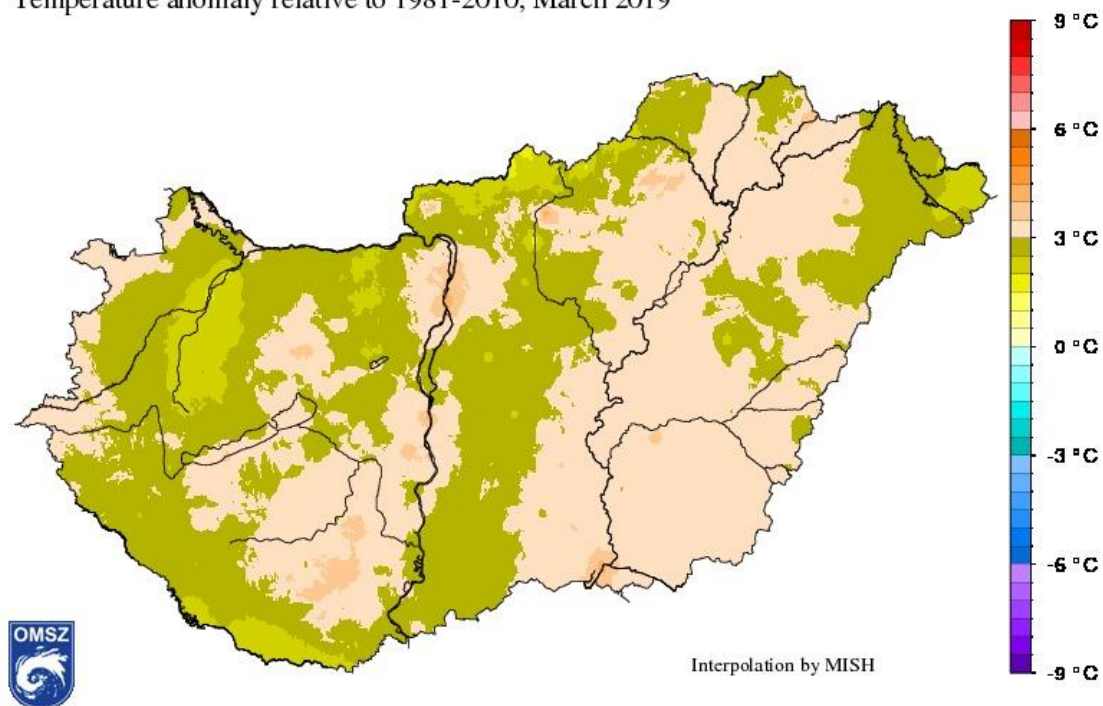 Temperature anomaly relative to 1981-2010, March 2019
9 °C
6 °C
3 °C
0 °C
-3 °C
-6 °C
-9 °C
OMSZ
Interpolation by MISH